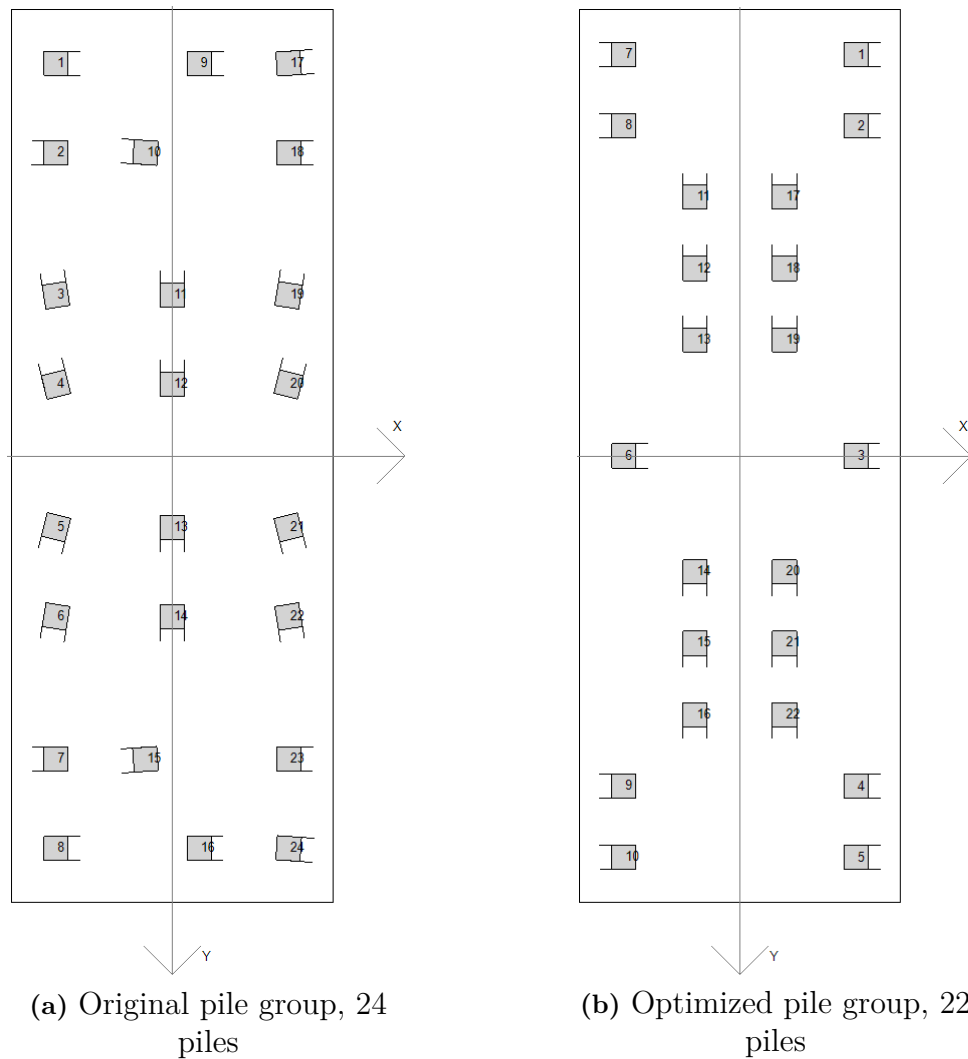 1 9 17
2 10 18
3 11 19
4 12 20
X
5 13 21
6 14 22
7 15 23
8 16 24
Y
(a) Original pile group, 24
piles
7 1
8 2
11 17
12 18
13 19
X
6 3
14 20
15 21
16 22
9 4
10 5
Y
(b) Optimized pile group, 22
piles